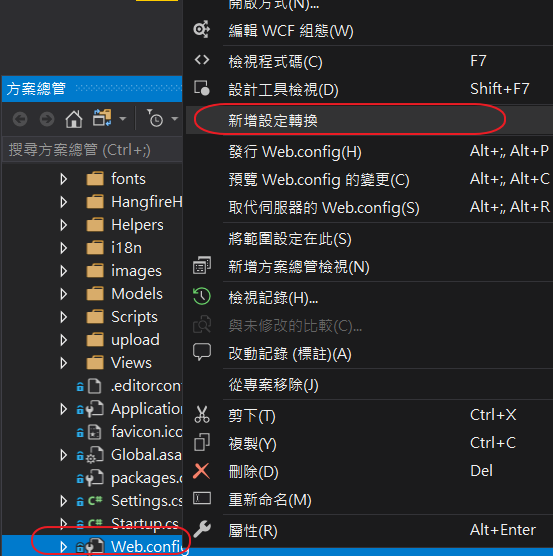 開啟方式(N)...
編輯 WCF 組態(W)
檢視程式碼(C) F7
設計工具檢視(D) Shift+F7
新增設定轉換
發行 Web.config(H) Alt+;, Alt+P
預覽 Web.config 的變更(C) Alt+;, Alt+C
取代伺服器的 Web.config(S) Alt+;, Alt+R
將範圍設定在此(S)
新增方案總管檢視(N)
檢視記錄(H)...
與未修改的比較(C)...
改動記錄 (標註)(A)
從專案移除(J)
剪下(T) Ctrl+X
複製(Y) Ctrl+C
刪除(D) Del
重新命名(M)
屬性(R) Alt+Enter
方案總管
搜尋方案總管 (Ctrl+;)
fonts
HangfireH
Helpers
i18n
images
Models
Scripts
upload
Views
.editorconf
Application
favicon.ico
Global.asa
packages.c
Settings.cs
Startup.cs
Web.config